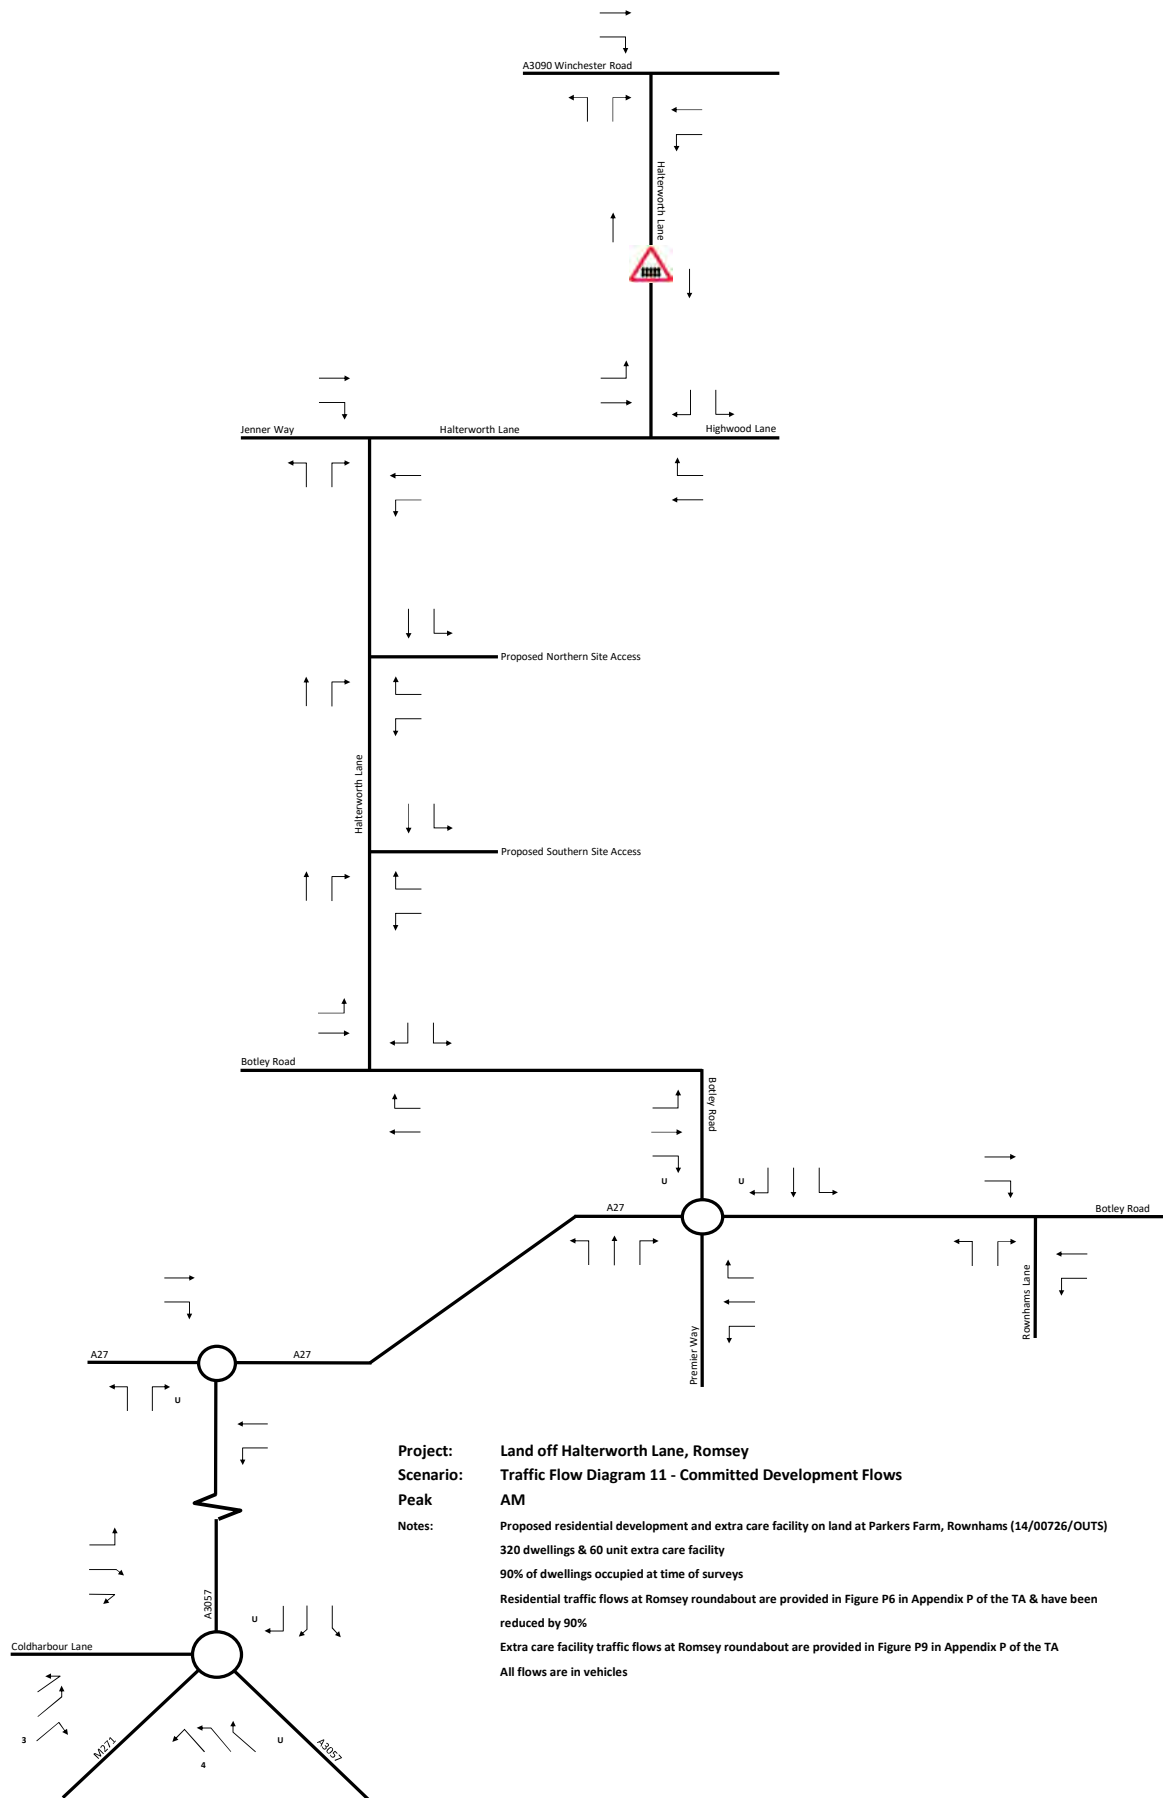 A3090 Winchester Road
Halterworth Lane
Jenner Way
Halterworth Lane
Highwood Lane
Proposed Northern Site Access
Halterworth Lane
Proposed Southern Site Access
Botley Road
Botley Road
U
U
A27
Botley Road
Rownhams Lane
Premier Way
A27
A27
U
Project: Land off Halterworth Lane, Romsey
Scenario: Traffic Flow Diagram 11 - Committed Development Flows
Peak AM
Notes: Proposed residential development and extra care facility on land at Parkers Farm, Rownhams (14/00726/OUTS)
320 dwellings & 60 unit extra care facility
90% of dwellings occupied at time of surveys
Residential traffic flows at Romsey roundabout are provided in Figure P6 in Appendix P of the TA & have been
reduced by 90%
Extra care facility traffic flows at Romsey roundabout are provided in Figure P9 in Appendix P of the TA
All flows are in vehicles
A3057
U
Coldharbour Lane
3
M271
4
U
A3057